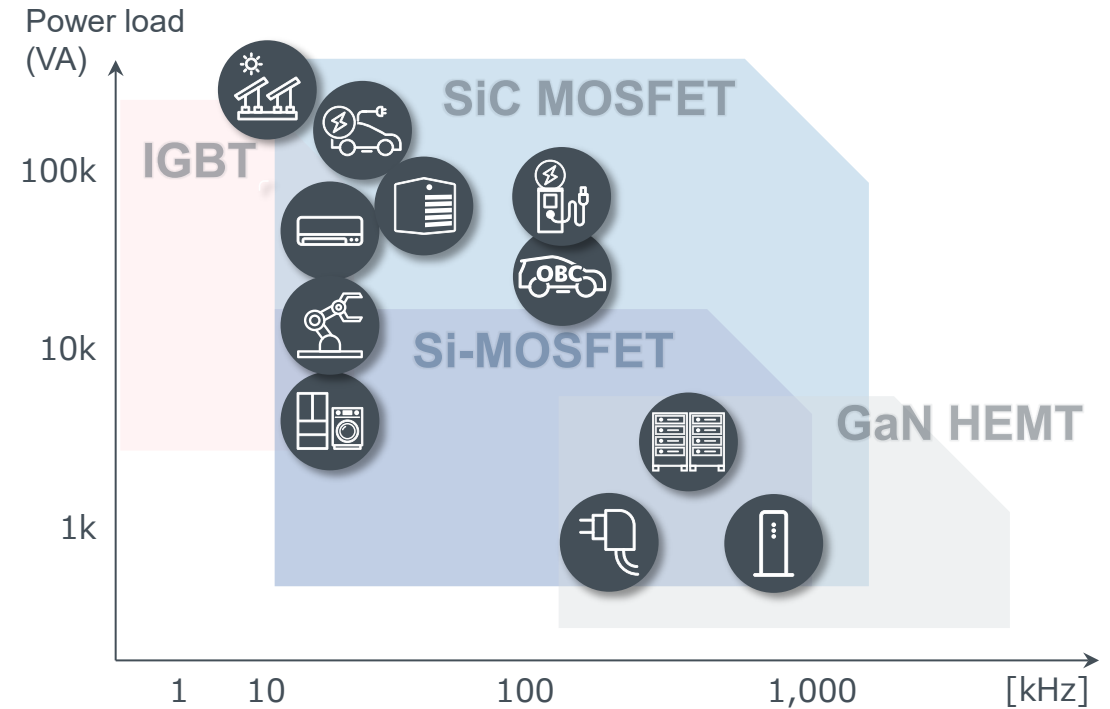 Power load
(VA)
SiC MOSFET
IGBT
100k
OBC
10k
Si-MOSFET
GaN HEMT
1k
1 10 100 1,000 [kHz]